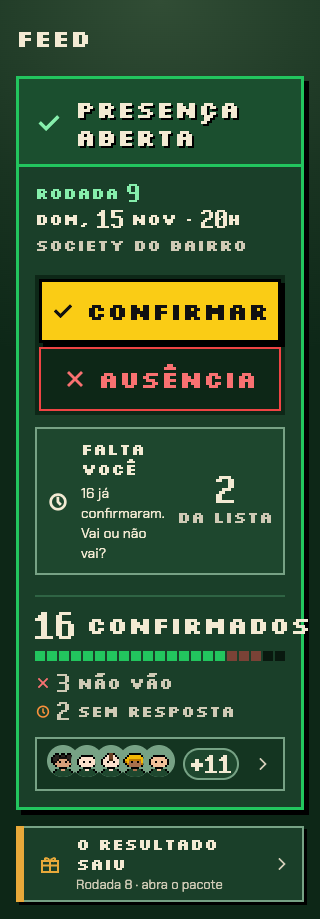 FEED
PRESENÇA
ABERTA
RODADA 9
DOM, 15 NOV · 20H
SOCIETY DO BAIRRO
CONFIRMAR
AUSÊNCIA
FALTA
VOCÊ
16 já
confirmaram.
Vai ou não
vai?
2
DA LISTA
16 CONFIRMADOS
3 NÃO VÃO
2 SEM RESPOSTA
+11
O RESULTADO
SAIU
Rodada 8 · abra o pacote